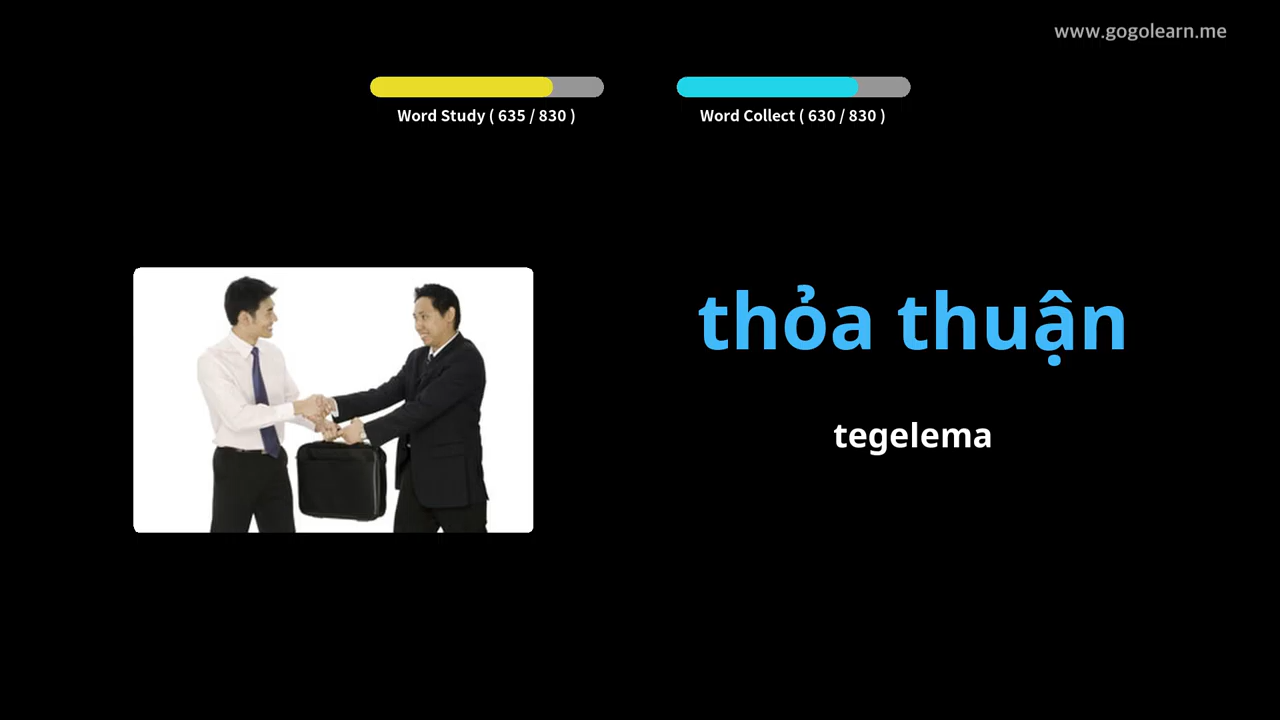 www.gogolearn.me
Word Study ( 635 / 830 )
Word Collect ( 630 / 830 )
thỏa thuận
tegelema